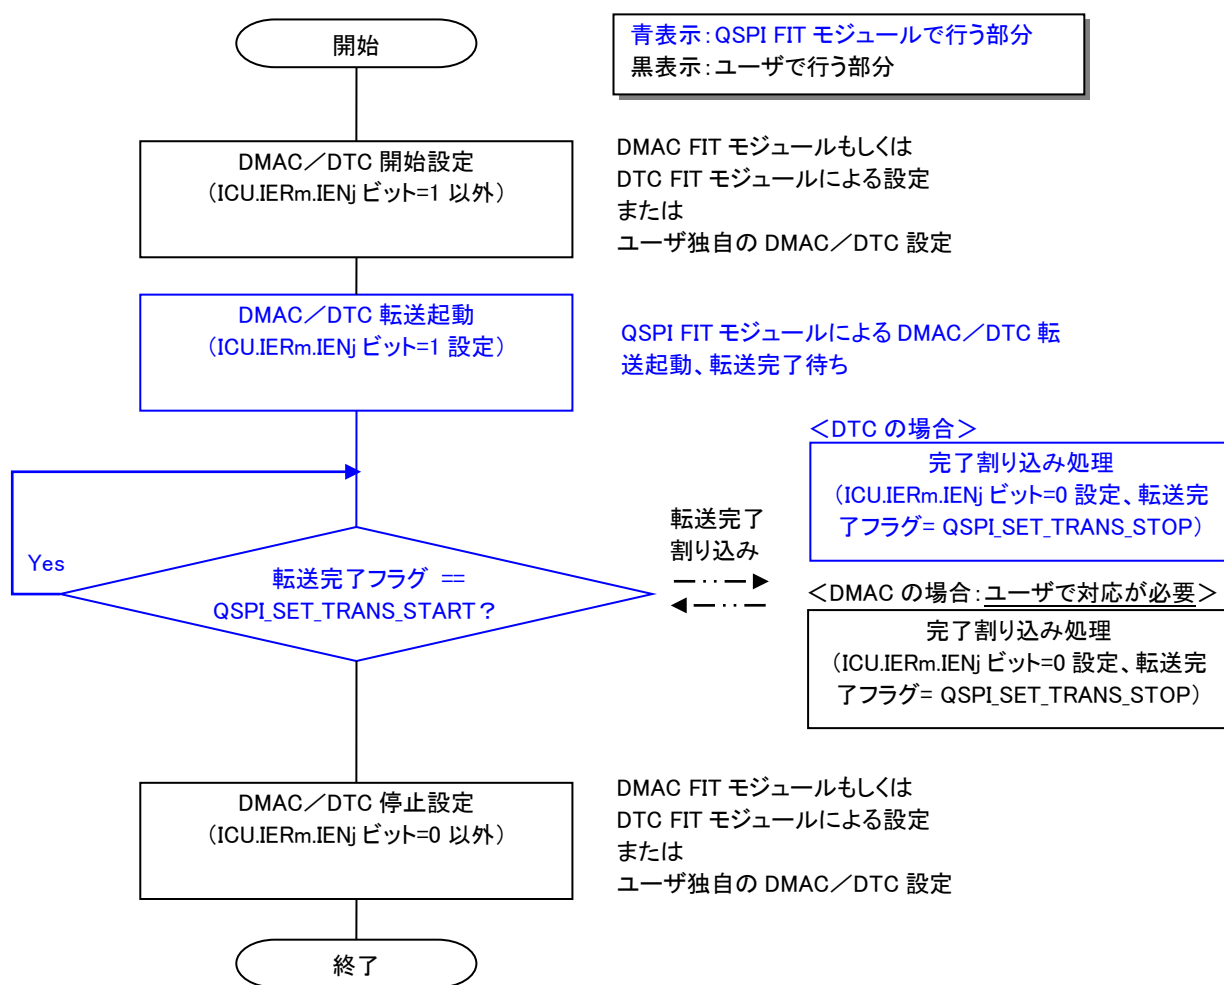 開始
青表示：QSPI FIT モジュールで行う部分
黒表示：ユーザで行う部分
DMAC／DTC 開始設定
（ICU.IERm.IENj ビット=1 以外）
DMAC FIT モジュールもしくは
DTC FIT モジュールによる設定
または
ユーザ独自の DMAC／DTC 設定
DMAC／DTC 転送起動
（ICU.IERm.IENj ビット=1 設定）
QSPI FIT モジュールによる DMAC／DTC 転
送起動、転送完了待ち
＜DTC の場合＞
完了割り込み処理
（ICU.IERm.IENj ビット=0 設定、転送完
了フラグ= QSPI_SET_TRANS_STOP）
転送完了
割り込み
Yes
転送完了フラグ ==
QSPI_SET_TRANS_START？
＜DMAC の場合：ユーザで対応が必要＞
完了割り込み処理
（ICU.IERm.IENj ビット=0 設定、転送完
了フラグ= QSPI_SET_TRANS_STOP）
DMAC／DTC 停止設定
（ICU.IERm.IENj ビット=0 以外）
DMAC FIT モジュールもしくは
DTC FIT モジュールによる設定
または
ユーザ独自の DMAC／DTC 設定
終了